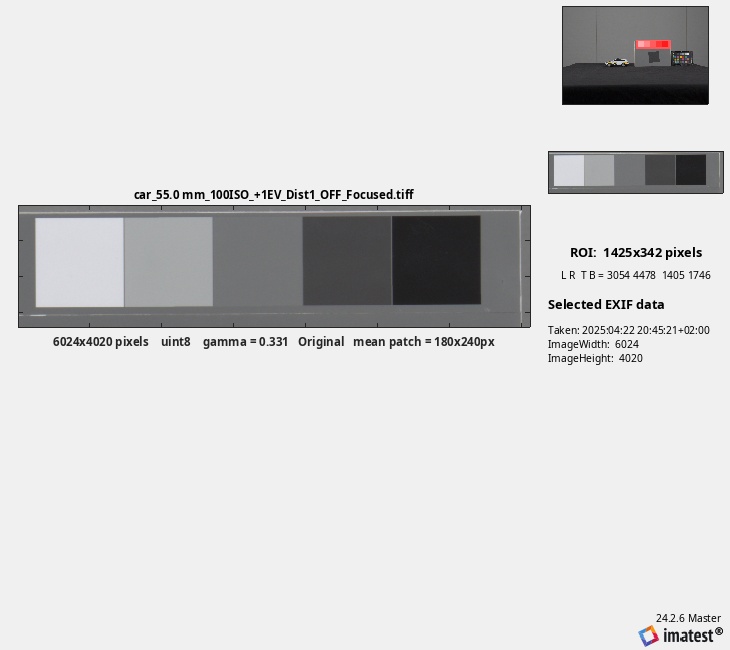 car_55.0 mm_100ISO_+1EV_Dist1_OFF_Focused.tiff
6024x4020 pixels uint8 gamma = 0.331 Original mean patch = 180x240px
ROI: 1425x342 pixels
L R T B = 3054 4478 1405 1746
Selected EXIF data
Taken: 2025:04:22 20:45:21+02:00
ImageWidth: 6024
ImageHeight: 4020
24.2.6 Master
imatest®